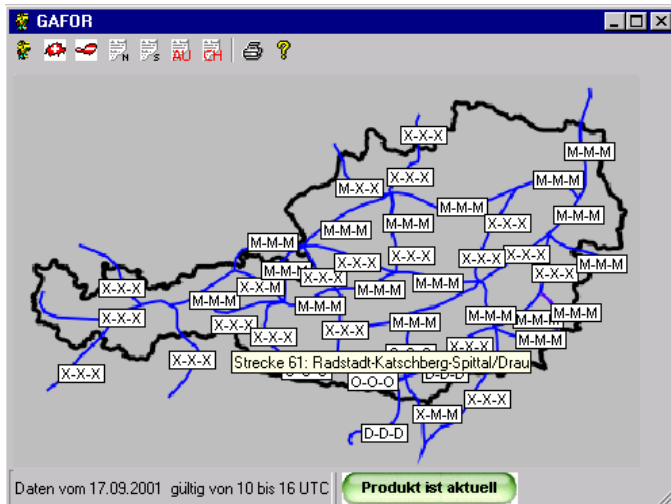 GAFOR
N
S
AU
CH
X-X-X
M-M-M
X-X-X
M-X-X
M-M-M
M-M-M
M-M-M
M-M-M
X-X-X
M-M-M
M-M-M
X-X-X
X-X-X
X-X-X
M-M-M
M-M-M
X-X-X
X-X-X
X-X-X
X-X-M
M-M-M
M-M-M
M-M-M
M-M-M
X-X-X
M-M-M
M-M-M
M-M-M
X-X-X
M-M-M
X-X-X
X-X-X
M-M-M
X-X-X
X-X-X
Strecke 61: Radstadt-Katschberg-Spittal/Drau
X-X-X
O-O-O
X-X-X
X-M-M
D-D-D
Daten vom 17.09.2001 gültig von 10 bis 16 UTC
Produkt ist aktuell